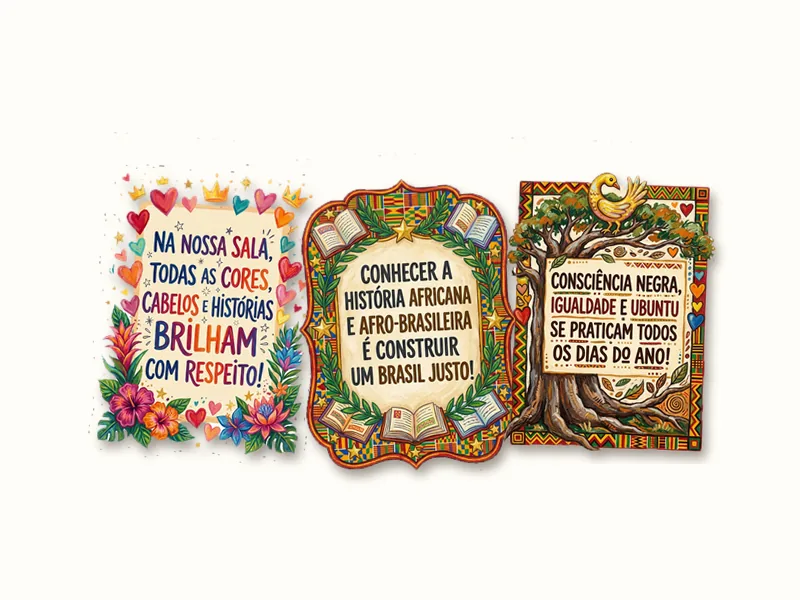 NA NOSSA SALA,
TODAS AS CORES,
CABELOS E HISTÓRIAS
BRILHAM
COM RESPEITO!
CONHECER A
HISTÓRIA AFRICANA
E AFRO-BRASILEIRA
É CONSTRUIR
UM BRASIL JUSTO!
CONSCIÊNCIA NEGRA,
IGUALDADE E UBUNTU
SE PRATICAM TODOS
OS DIAS DO ANO!